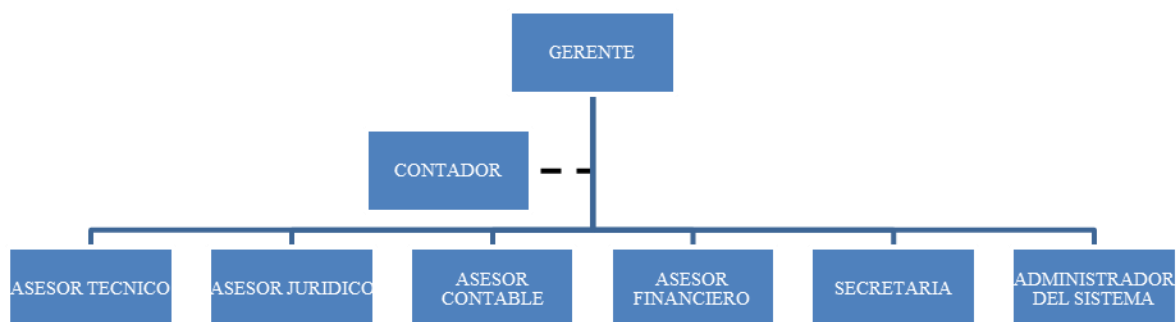 GERENTE
CONTADOR
ASESOR TECNICO
ASESOR JURIDICO
ASESOR
CONTABLE
ASESOR
FINANCIERO
SECRETARIA
ADMINISTRADOR
DEL SISTEMA